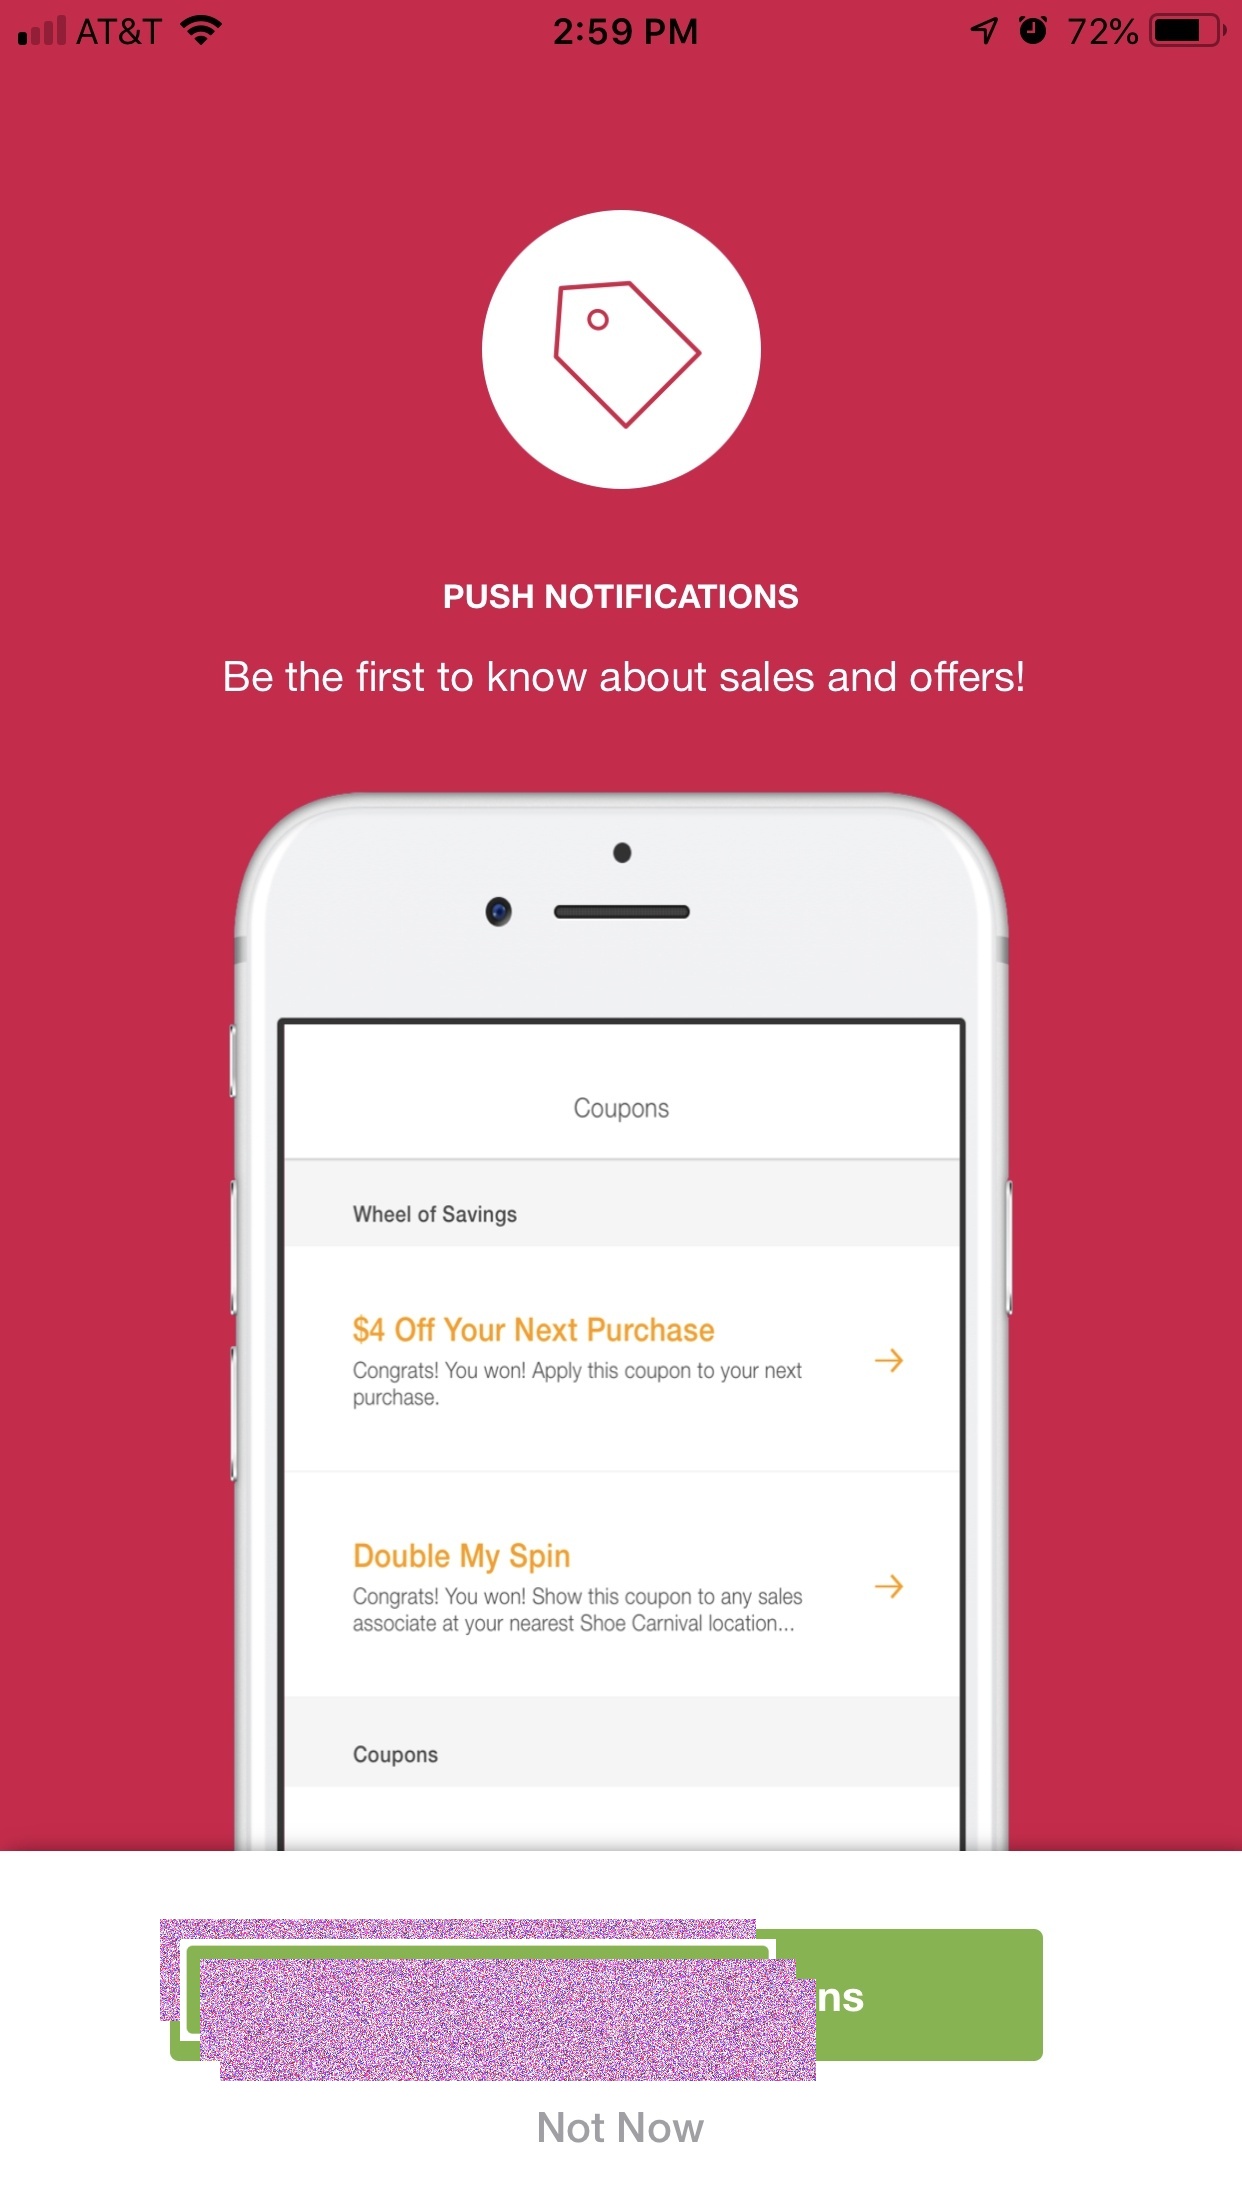 AT&T 2:59 PM 72%
PUSH NOTIFICATIONS
Be the first to know about sales and offers!
Coupons
Wheel of Savings
$4 Off Your Next Purchase
Congrats! You won! Apply this coupon to your next
purchase.
Double My Spin
Congrats! You won! Show this coupon to any sales
associate at your nearest Shoe Carnival location...
Coupons
Not Now